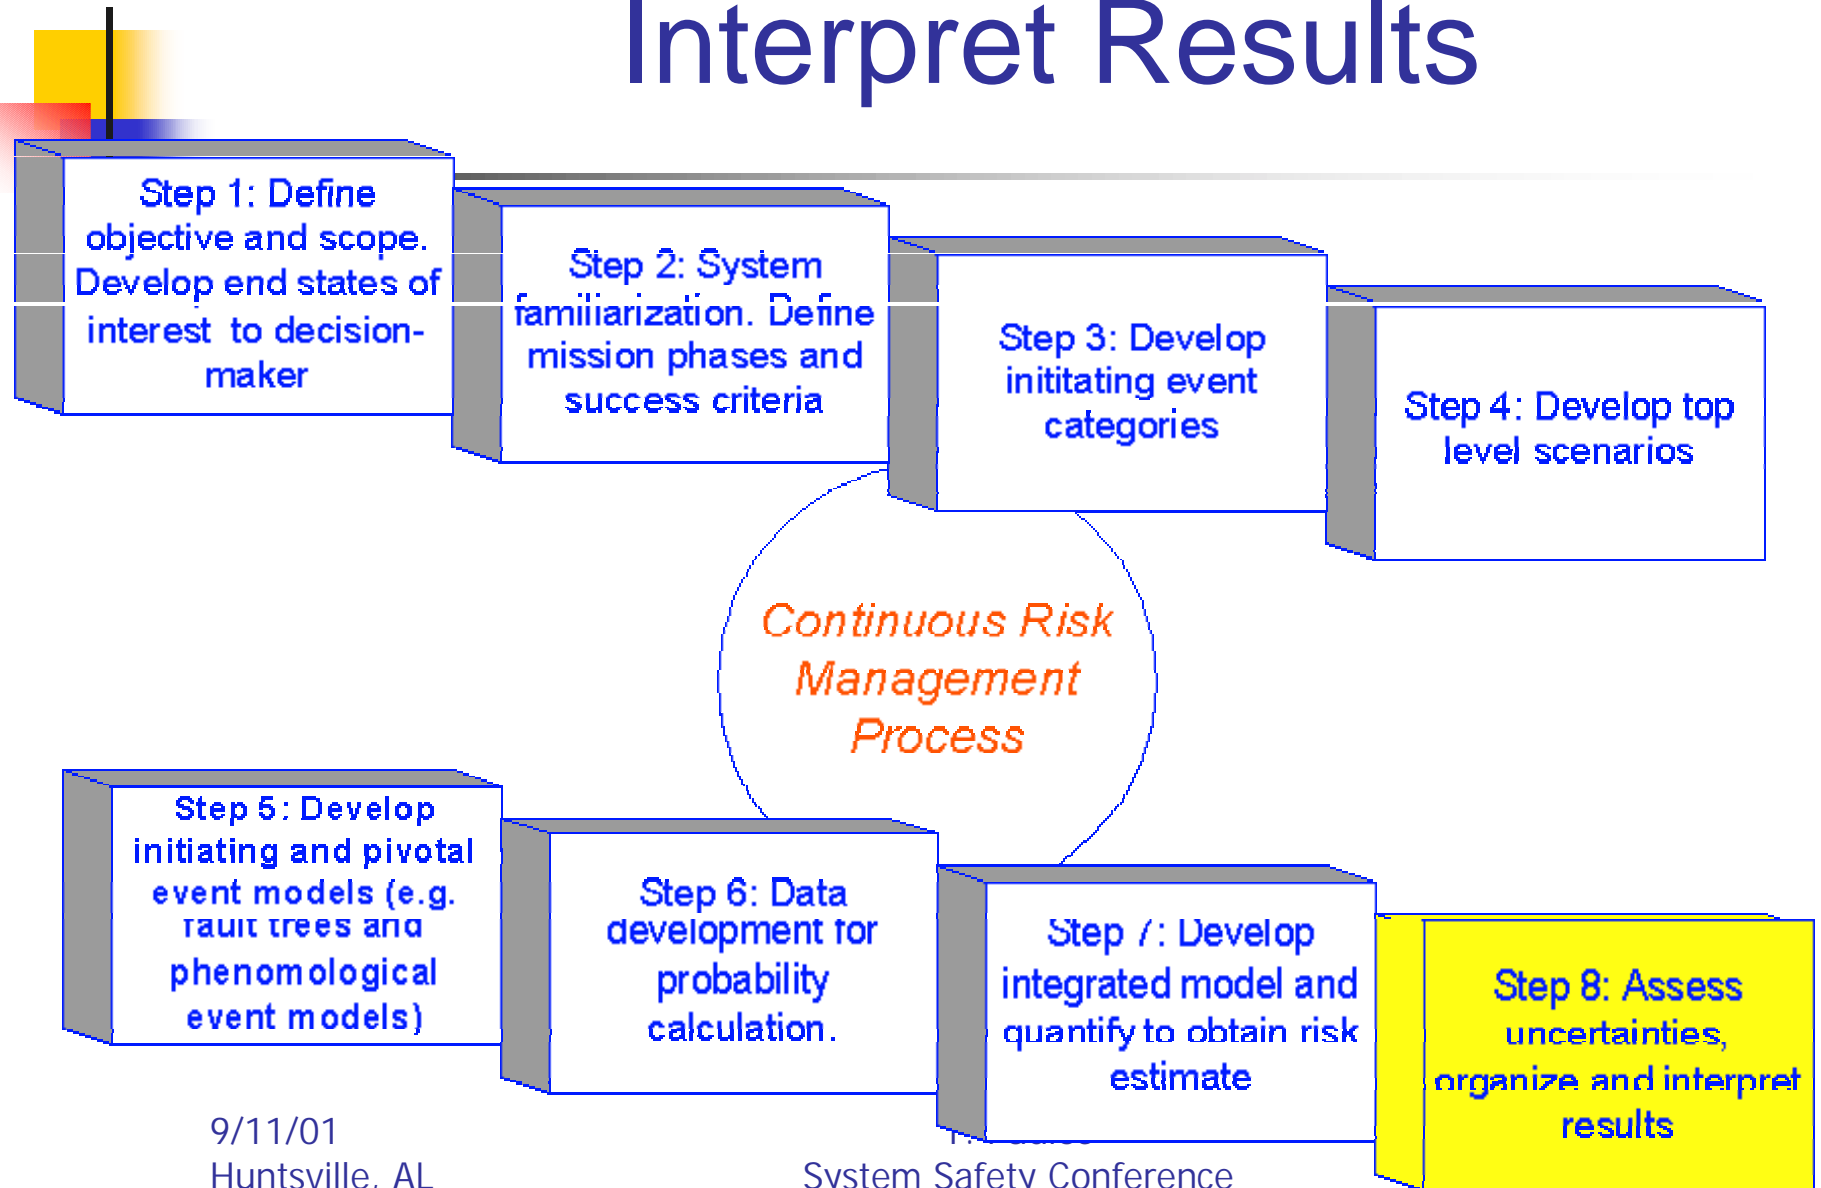 Interpret Results
Step 1: Define
objective and scope.
Develop end states of
interest to decision-
maker
Step 2: System
familiarization. Define
mission phases and
success criteria
Step 3: Develop
inititating event
categories
Step 4: Develop top
level scenarios
Continuous Risk
Management
Process
Step 5: Develop
initiating and pivotal
event models (e.g.
fault trees and
phenomological
event models)
Step 6: Data
development for
probability
calculation.
Step 7: Develop
integrated model and
quantify to obtain risk
estimate
Step 8: Assess
uncertainties,
organize and interpret
results
9/11/01
Huntsville, AL
System Safety Conference